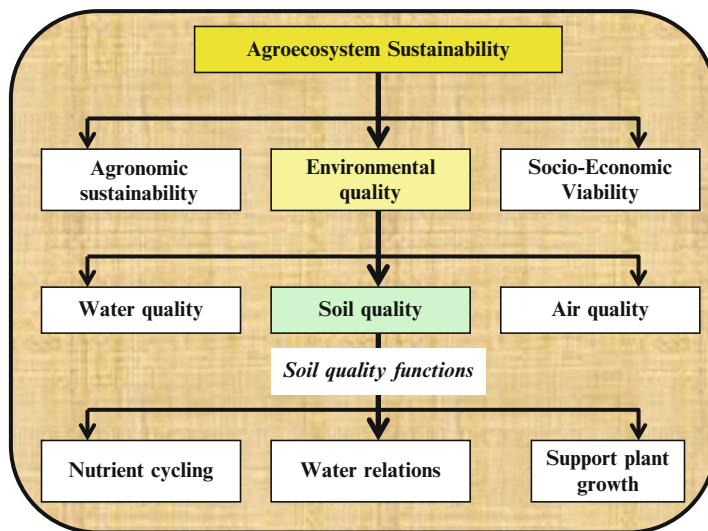 Agroecosystem Sustainability
Agronomic
sustainability
Environmental
quality
Socio-Economic
Viability
Water quality
Soil quality
Air quality
Soil quality functions
Nutrient cycling
Water relations
Support plant
growth